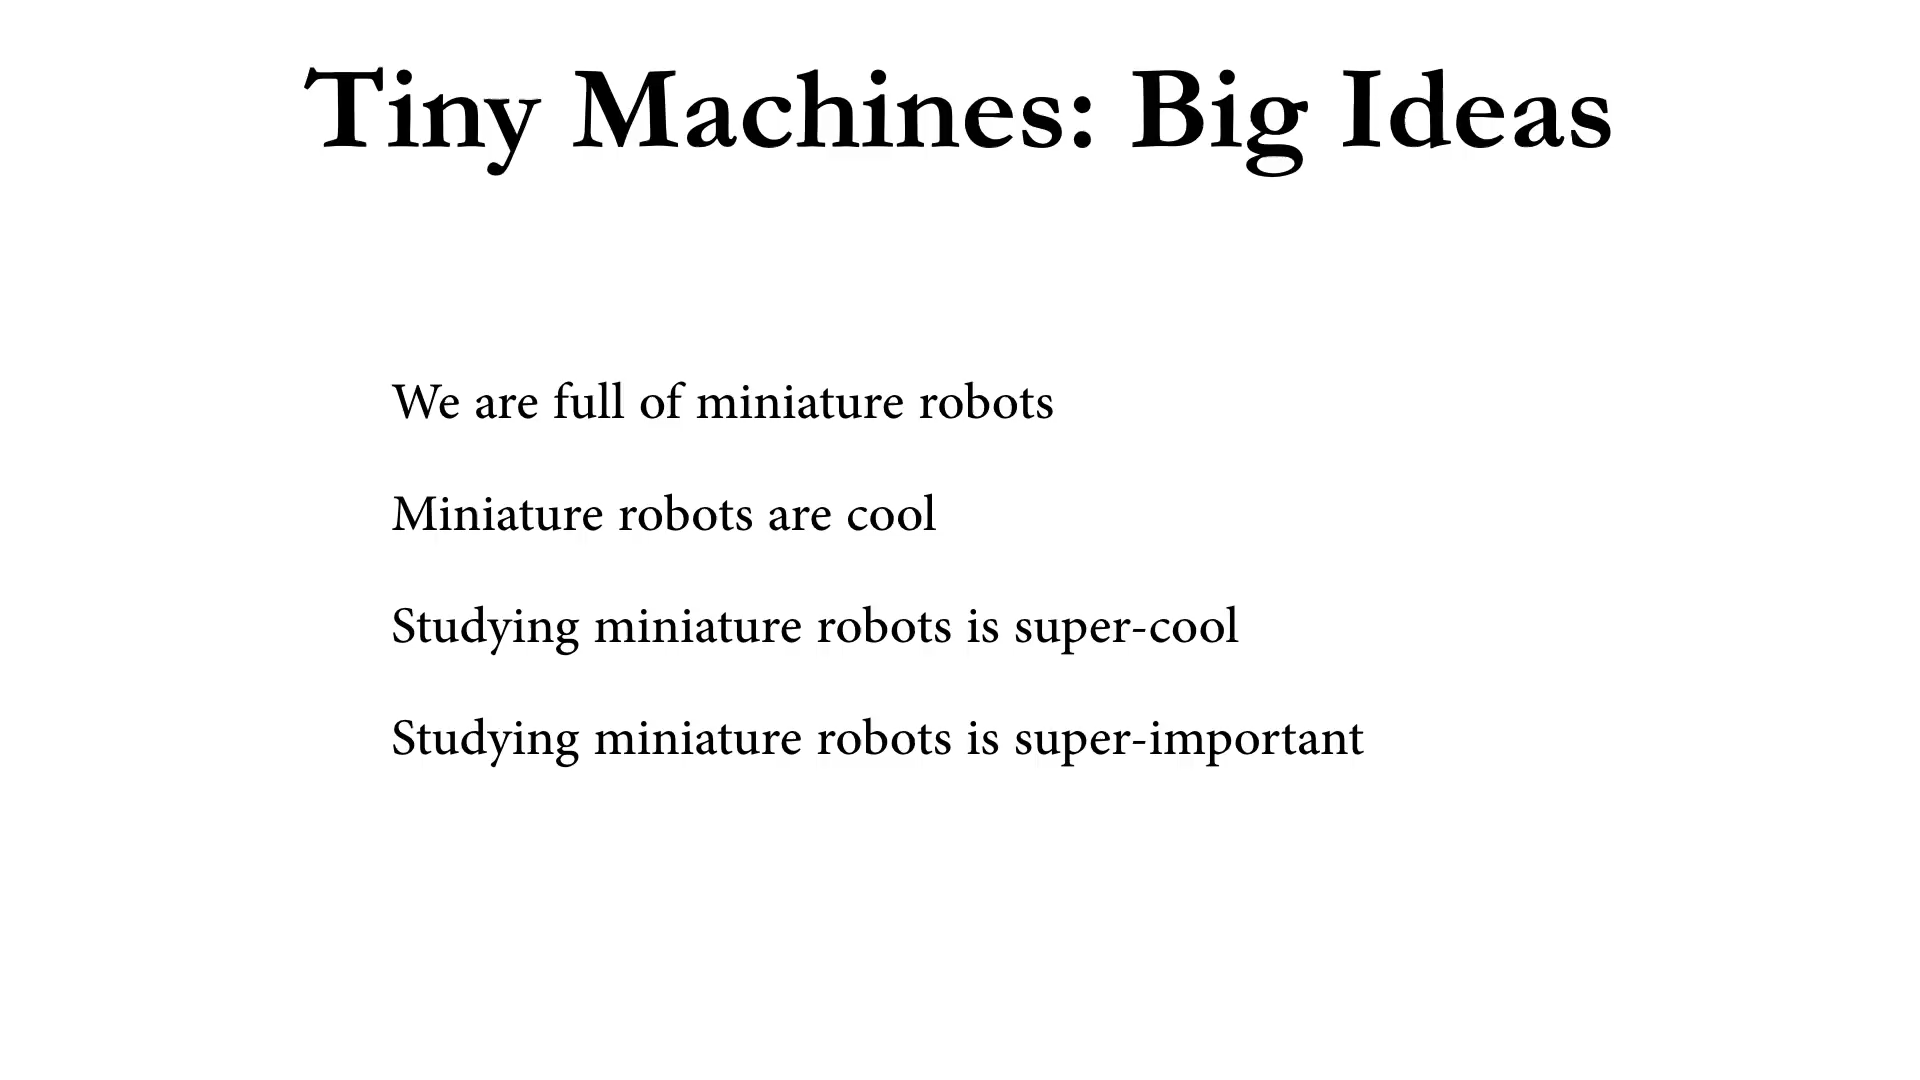 Tiny Machines: Big Ideas
We are full of miniature robots
Miniature robots are cool
Studying miniature robots is super-cool
Studying miniature robots is super-important